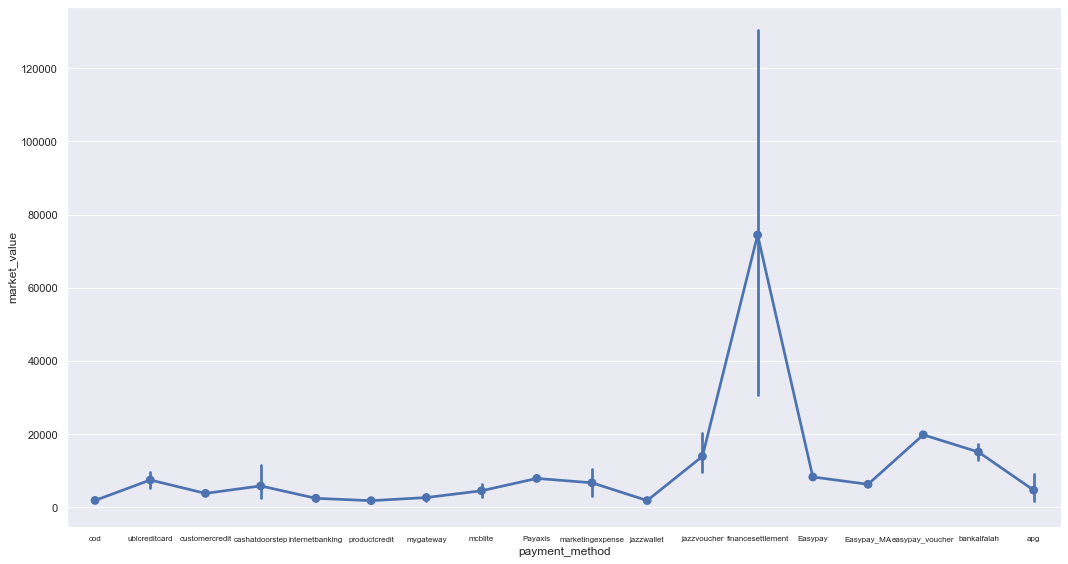 120000
100000
80000
60000
40000
20000
0
market_value
cod ublcreditcard customercredit cashatdoorstep internetbanking productcredit mygateway mcblite Payaxis marketingexpense jazzwallet jazzvoucher financesettlement Easypay Easypay_MA easypay_voucher bankalfalah apg
payment_method